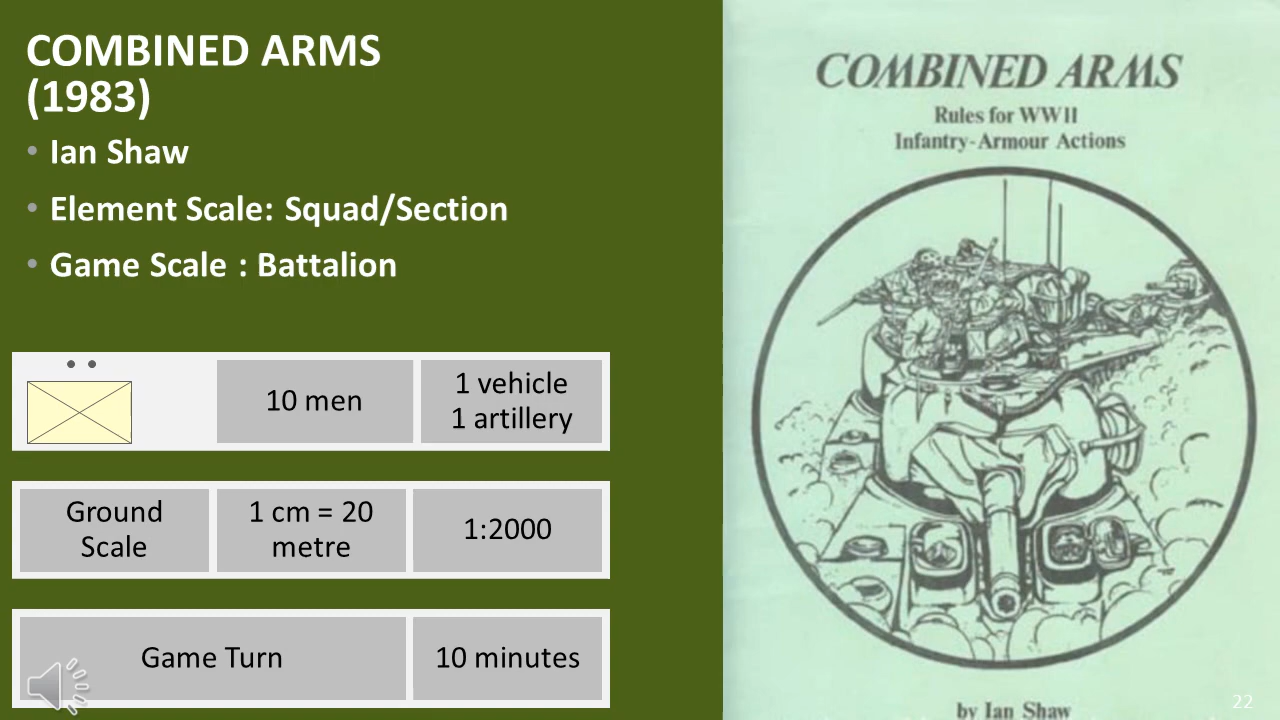 COMBINED ARMS
(1983)
• Ian Shaw
• Element Scale: Squad/Section
• Game Scale : Battalion
10 men
1 vehicle
1 artillery
Ground
Scale
1 cm = 20
metre
1:2000
Game Turn
10 minutes
COMBINED ARMS
Rules for WWII
Infantry-Armour Actions
by Ian Shaw
22